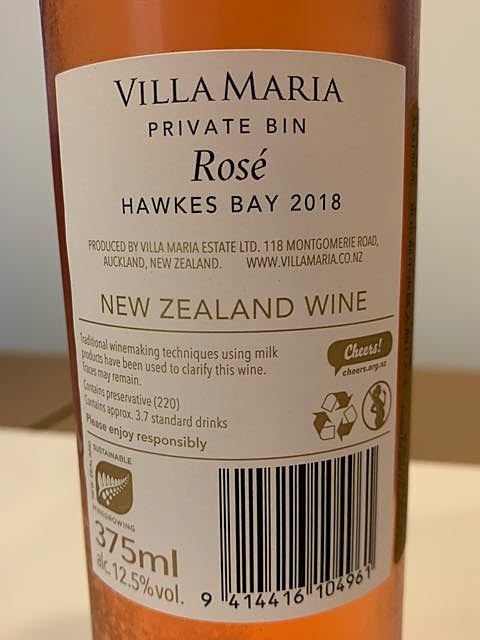 VILLA MARIA
PRIVATE BIN
Rosé
HAWKES BAY 2018
PRODUCED BY VILLA MARIA ESTATE LTD. 118 MONTGOMERIE ROAD,
AUCKLAND, NEW ZEALAND. WWW.VILLAMARIA.CO.NZ
NEW ZEALAND WINE
Traditional winemaking techniques using milk
products have been used to clarify this wine.
Traces may remain.
Contains preservative (220)
Contains approx. 3.7 standard drinks
Please enjoy responsibly
Cheers!
cheers.org.nz
SUSTAINABLE
NEW ZEALAND
WINEGROWING
375ml
alc.12.5%vol.
9 414416 104961